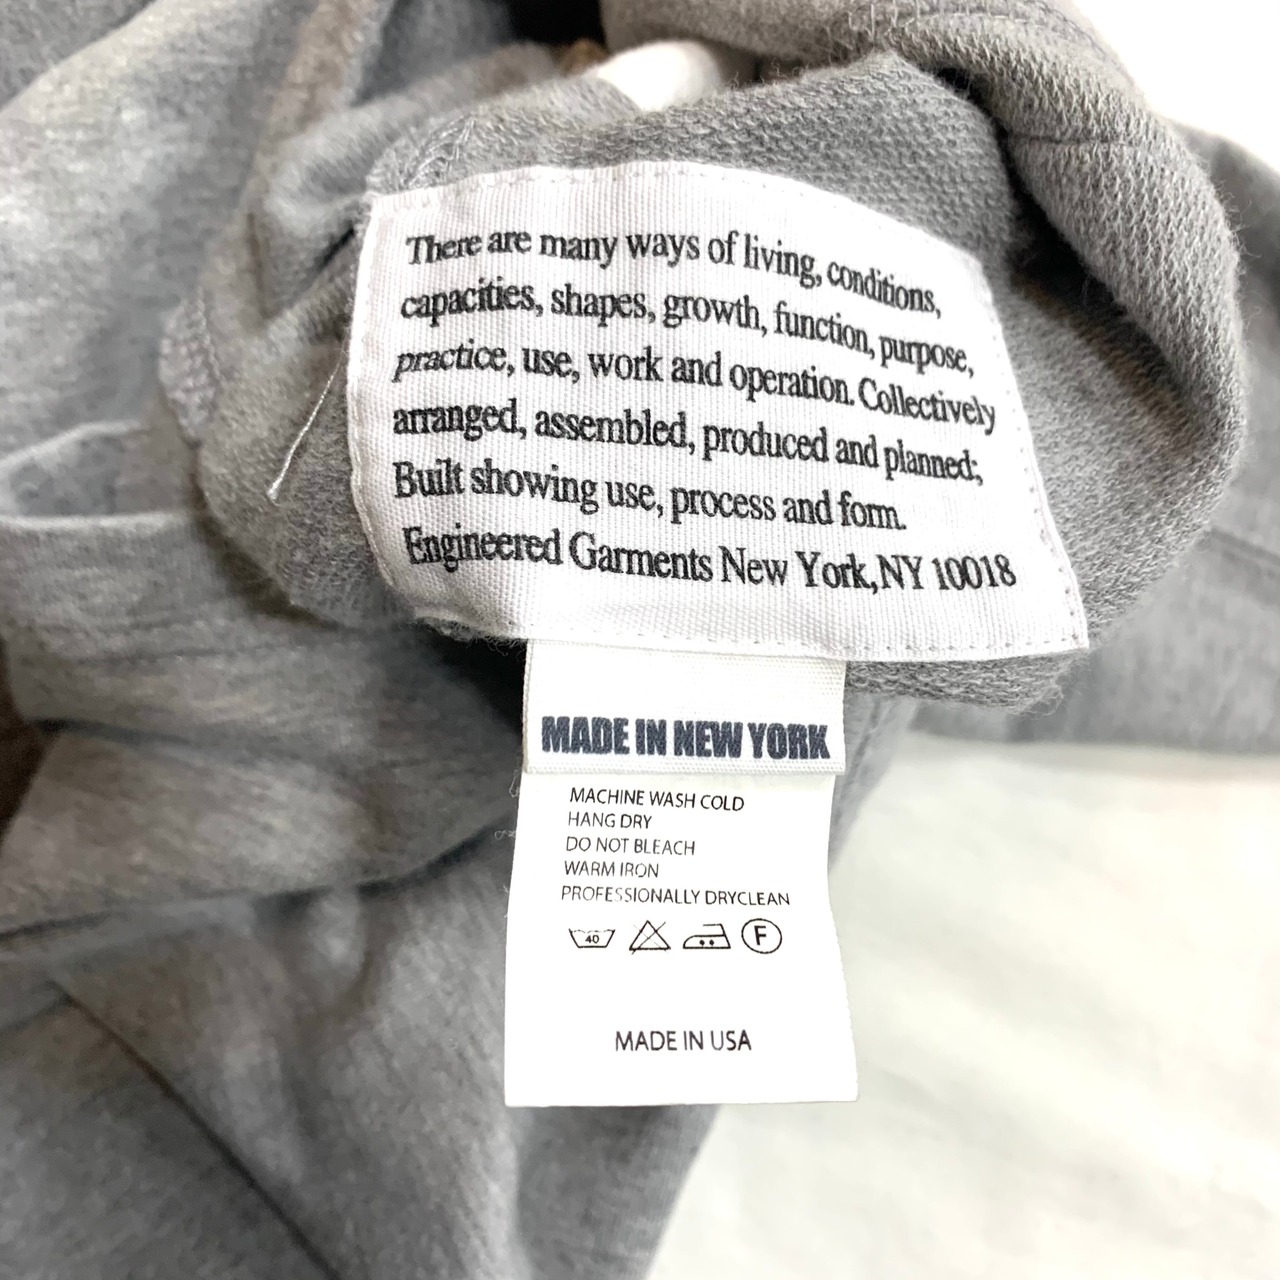 There are many ways of living, conditions,
capacities, shapes, growth, function, purpose,
practice, use, work and operation. Collectively
arranged, assembled, produced and planned;
Built showing use, process and form.
Engineered Garments New York, NY 10018
MADE IN NEW YORK
MACHINE WASH COLD
HANG DRY
DO NOT BLEACH
WARM IRON
PROFESSIONALLY DRYCLEAN
40 F
MADE IN USA